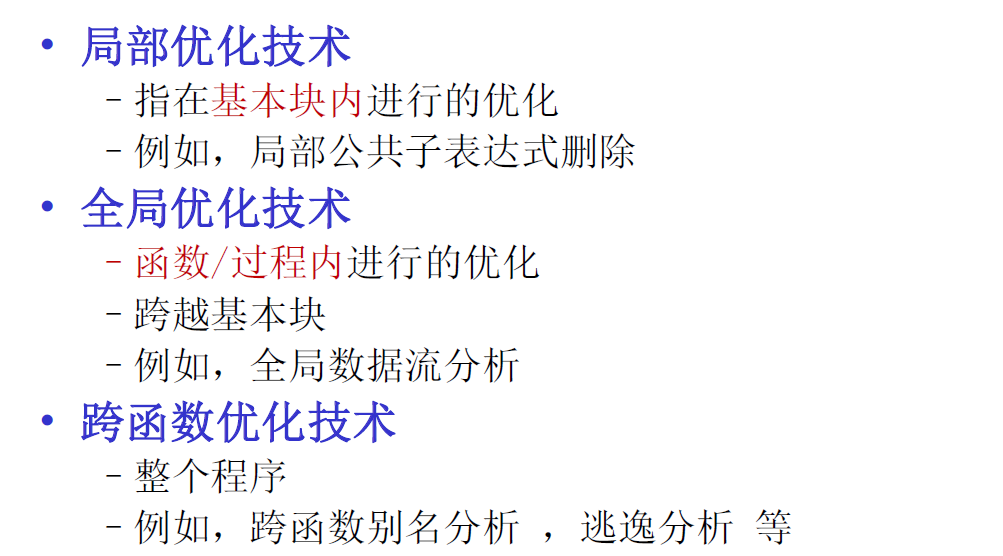 • 局部优化技术
– 指在基本块内进行的优化
– 例如，局部公共子表达式删除
• 全局优化技术
– 函数/过程内进行的优化
– 跨越基本块
– 例如，全局数据流分析
• 跨函数优化技术
– 整个程序
– 例如，跨函数别名分析 ，逃逸分析 等